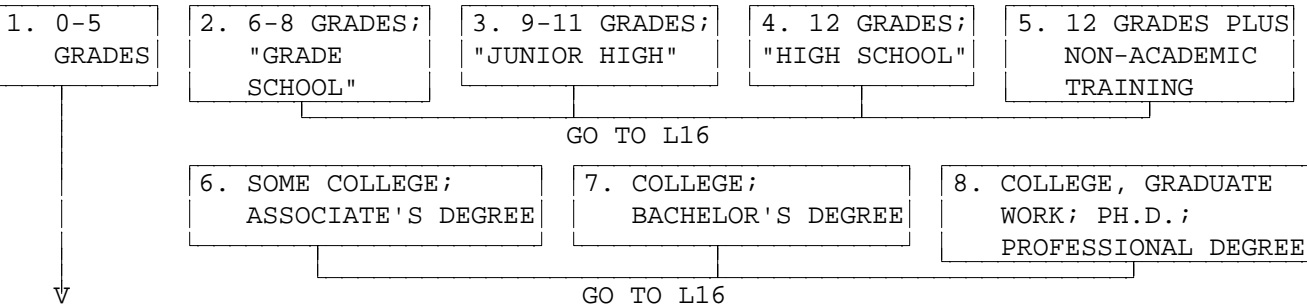 1. 0-5 GRADES
2. 6-8 GRADES; "GRADE SCHOOL"
3. 9-11 GRADES; "JUNIOR HIGH"
4. 12 GRADES; "HIGH SCHOOL"
5. 12 GRADES PLUS NON-ACADEMIC TRAINING
GO TO L16
6. SOME COLLEGE; ASSOCIATE'S DEGREE
7. COLLEGE; BACHELOR'S DEGREE
8. COLLEGE, GRADUATE WORK; PH.D.; PROFESSIONAL DEGREE
GO TO L16